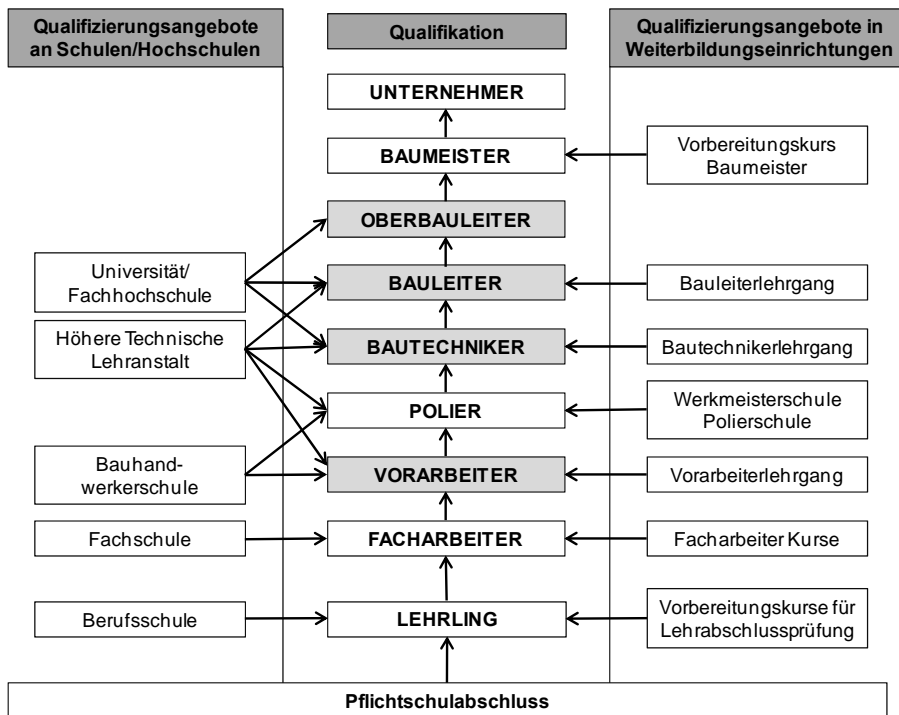 Qualifizierungsangebote
an Schulen/Hochschulen
Qualifikation
Qualifizierungsangebote in
Weiterbildungseinrichtungen
UNTERNEHMER
BAUMEISTER
Vorbereitungskurs
Baumeister
OBERBAULEITER
Universität/
Fachhochschule
BAULEITER
Bauleiterlehrgang
Höhere Technische
Lehranstalt
BAUTECHNIKER
Bautechnikerlehrgang
POLIER
Werkmeisterschule
Polierschule
Bauhand-
werkerschule
VORARBEITER
Vorarbeiterlehrgang
Fachschule
FACHARBEITER
Facharbeiter Kurse
Berufsschule
LEHRLING
Vorbereitungskurse für
Lehrabschlussprüfung
Pflichtschulabschluss